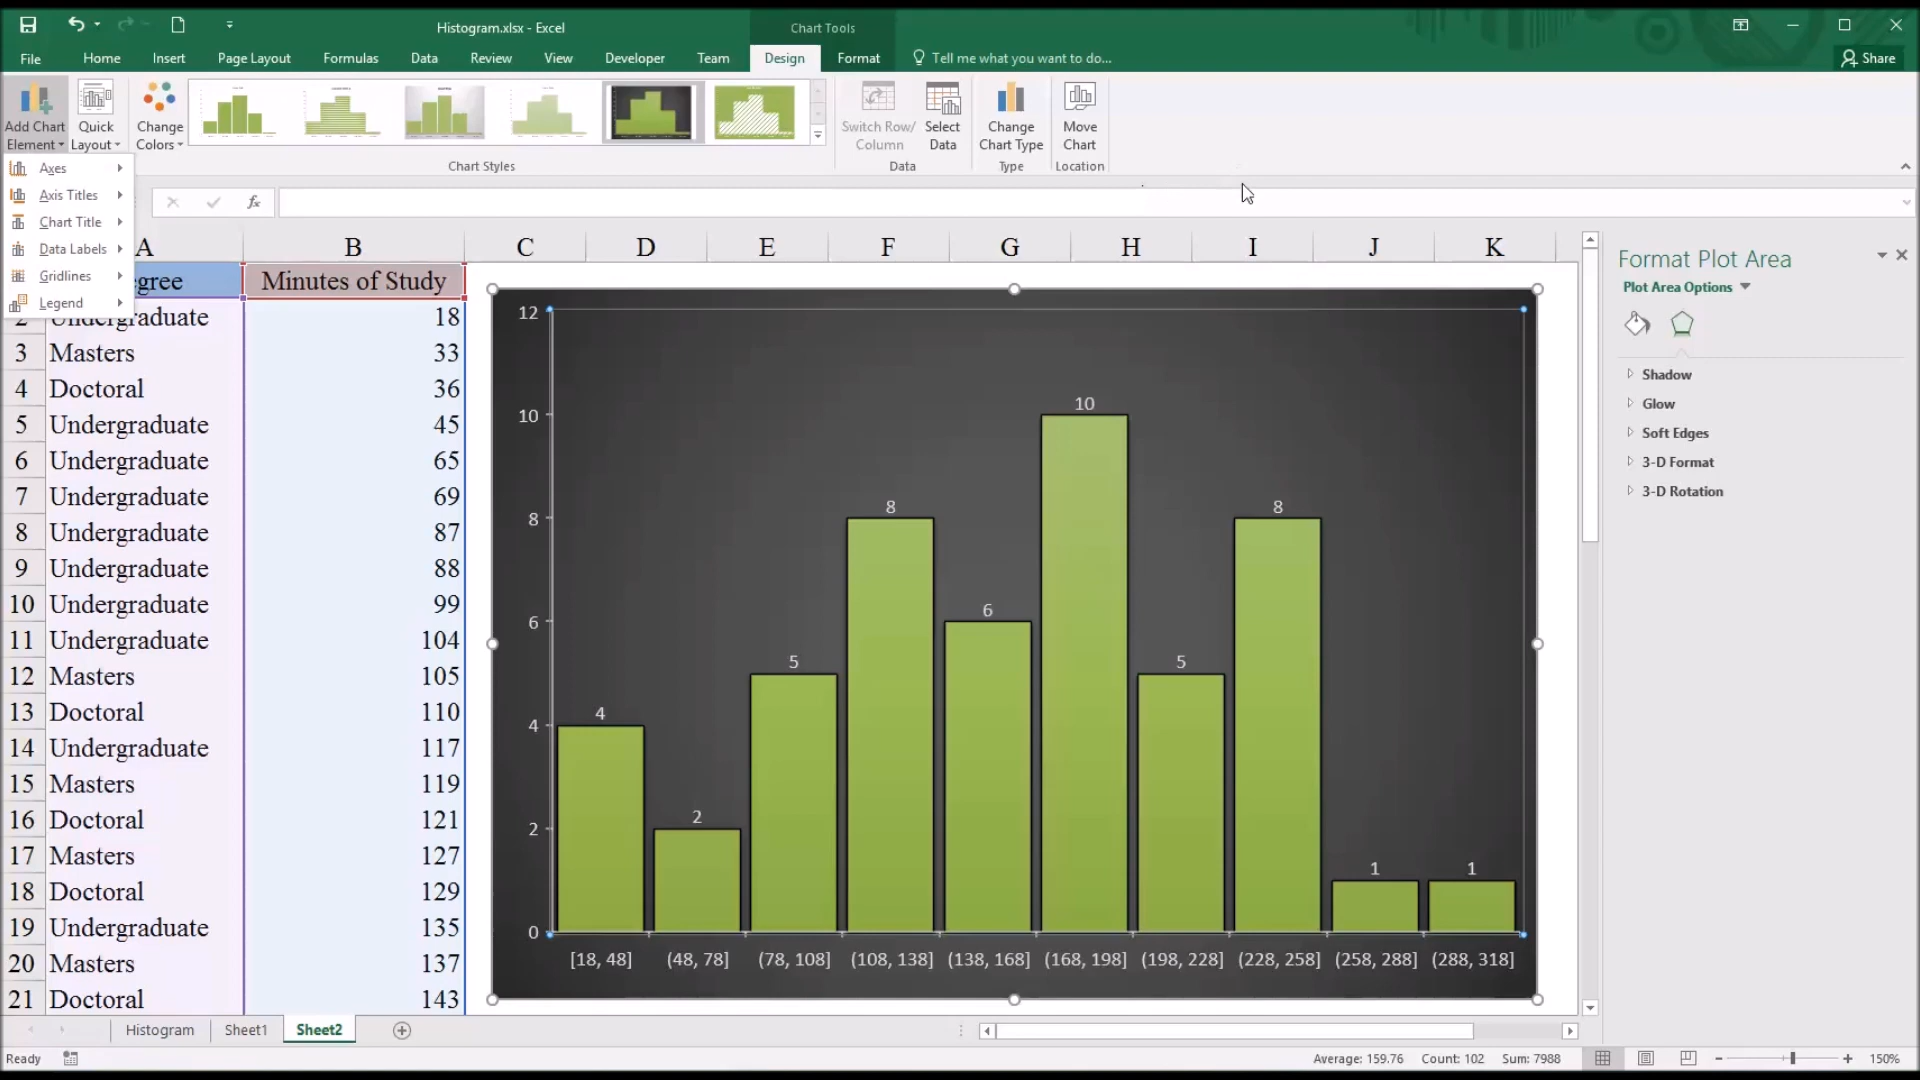 Histogram.xlsx - Excel
Chart Tools
File Home Insert Page Layout Formulas Data Review View Developer Team Design Format Tell me what you want to do... Share
Add Chart Element
Quick Layout
Change Colors
Switch Row/ Column
Select Data
Change Chart Type
Move Chart
Chart Styles Data Type Location
Axes
Axis Titles
Chart Title
Data Labels
Gridlines
Legend
fx
A B C D E F G H I J K
egree Minutes of Study
2 Undergraduate 18
3 Masters 33
4 Doctoral 36
5 Undergraduate 45
6 Undergraduate 65
7 Undergraduate 69
8 Undergraduate 87
9 Undergraduate 88
10 Undergraduate 99
11 Undergraduate 104
12 Masters 105
13 Doctoral 110
14 Undergraduate 117
15 Masters 119
16 Doctoral 121
17 Masters 127
18 Doctoral 129
19 Undergraduate 135
20 Masters 137
21 Doctoral 143
12
10
8
6
4
2
0
4 2 5 8 6 10 5 8 1 1
[18, 48] (48, 78] (78, 108] (108, 138] (138, 168] (168, 198] (198, 228] (228, 258] (258, 288] (288, 318]
Format Plot Area
Plot Area Options
Shadow
Glow
Soft Edges
3-D Format
3-D Rotation
Histogram Sheet1 Sheet2
Ready Average: 159.76 Count: 102 Sum: 7988 150%